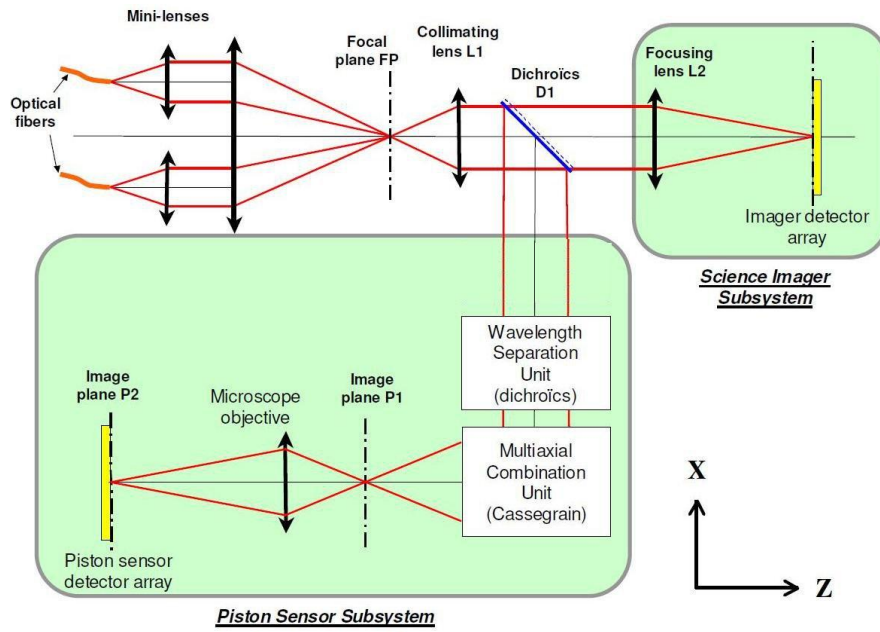 Mini-lenses
Optical
fibers
Focal
plane FP
Collimating
lens L1
Dichroïcs
D1
Focusing
lens L2
Imager detector
array
Science Imager
Subsystem
Wavelength
Separation
Unit
(dichroïcs)
Multiaxial
Combination
Unit
(Cassegrain)
Image
plane P2
Microscope
objective
Image
plane P1
Piston sensor
detector array
Piston Sensor Subsystem
X
Z